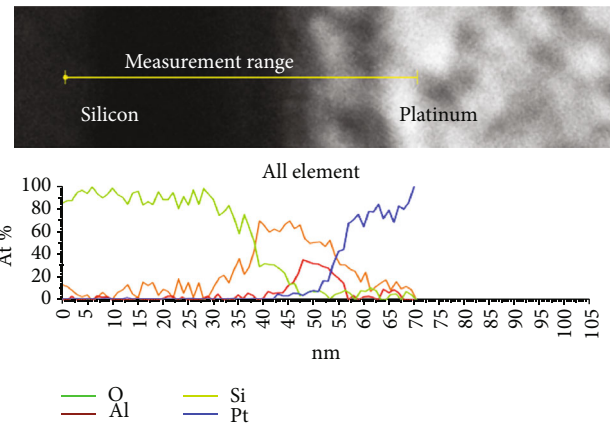 Measurement range
Silicon Platinum
All element
At %
100
80
60
40
20
0
0 5 10 15 20 25 30 35 40 45 50 55 60 65 70 75 80 85 90 95 100 105
nm
O Si
Al Pt